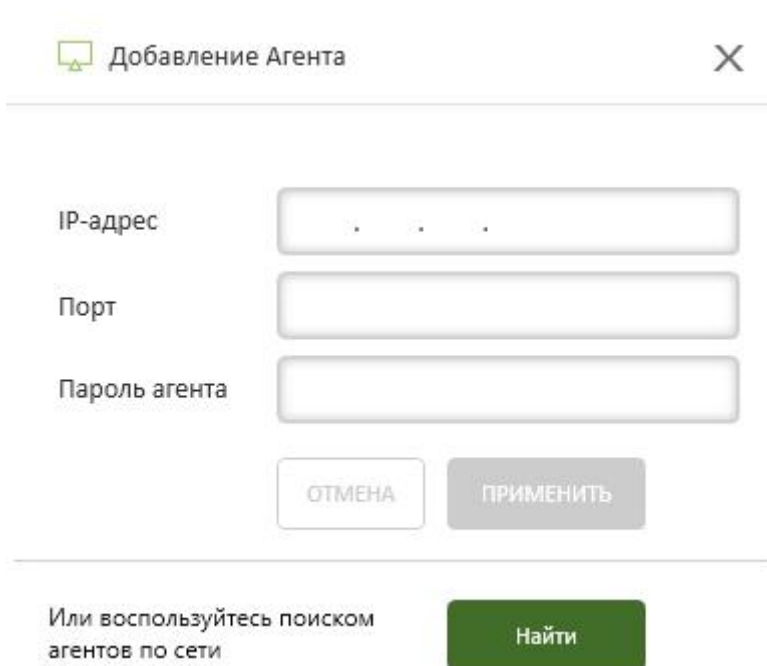 Добавление Агента
IP-адрес
. . .
Порт
Пароль агента
ОТМЕНА ПРИМЕНИТЬ
Или воспользуйтесь поиском
агентов по сети
Найти